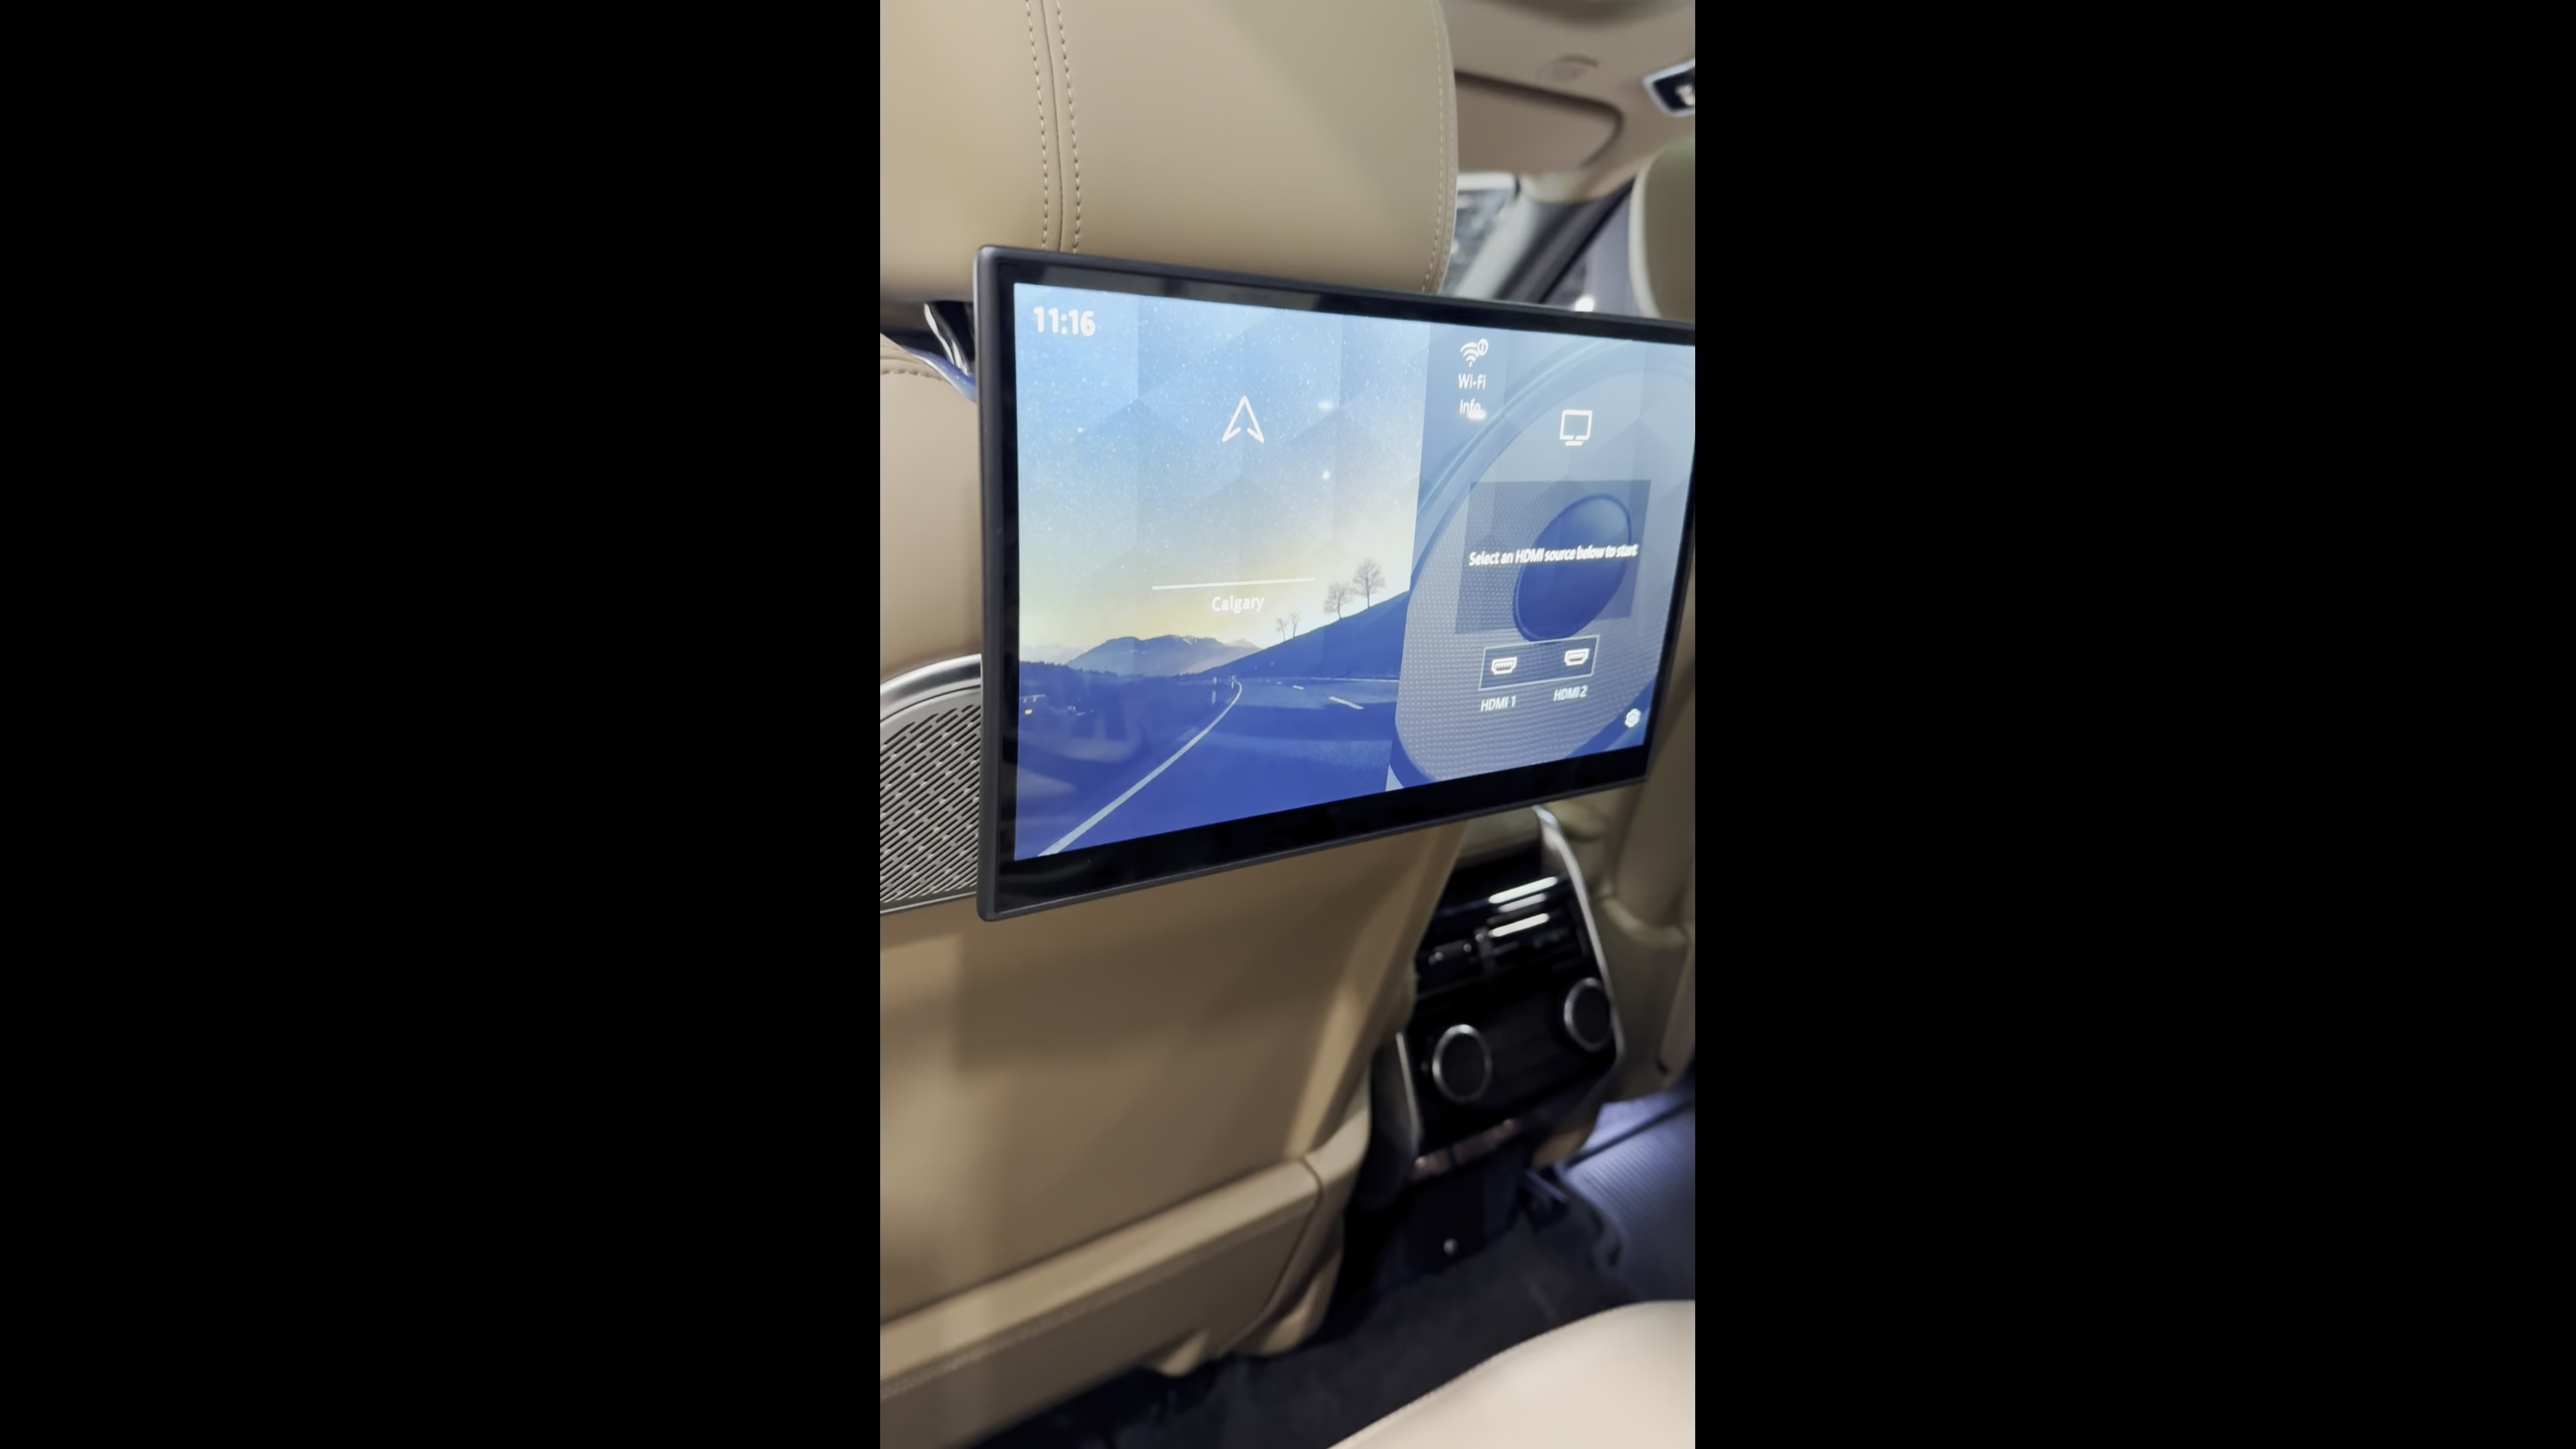 11:16
Calgary
Wi-Fi
Info
Select an HDMI source below to start
HDMI 1
HDMI 2